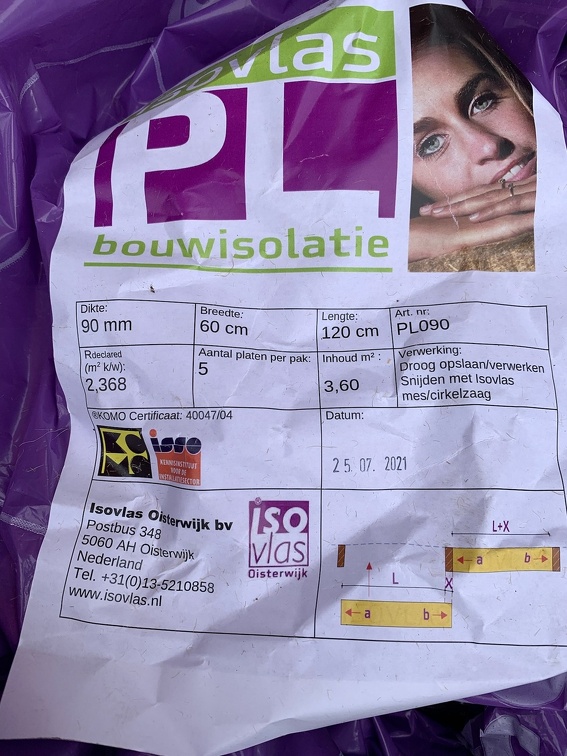 isovlas
PL
bouwisolatie
Dikte:
90 mm
Breedte:
60 cm
Lengte:
120 cm
Art. nr:
PL090
Rdeclared
(m² k/w):
2,368
Aantal platen per pak:
5
Inhoud m² :
3,60
Verwerking:
Droog opslaan/verwerken
Snijden met Isovlas
mes/cirkelzaag
®KOMO Certificaat: 40047/04
KOMO
isso
KENNISINSTITUUT
VOOR DE
INSTALLATIESECTOR
Datum:
25. 07. 2021
Isovlas Oisterwijk bv
Postbus 348
5060 AH Oisterwijk
Nederland
Tel. +31(0)13-5210858
www.isovlas.nl
®
iso
vlas
Oisterwijk
L+X
a b
L X
a b